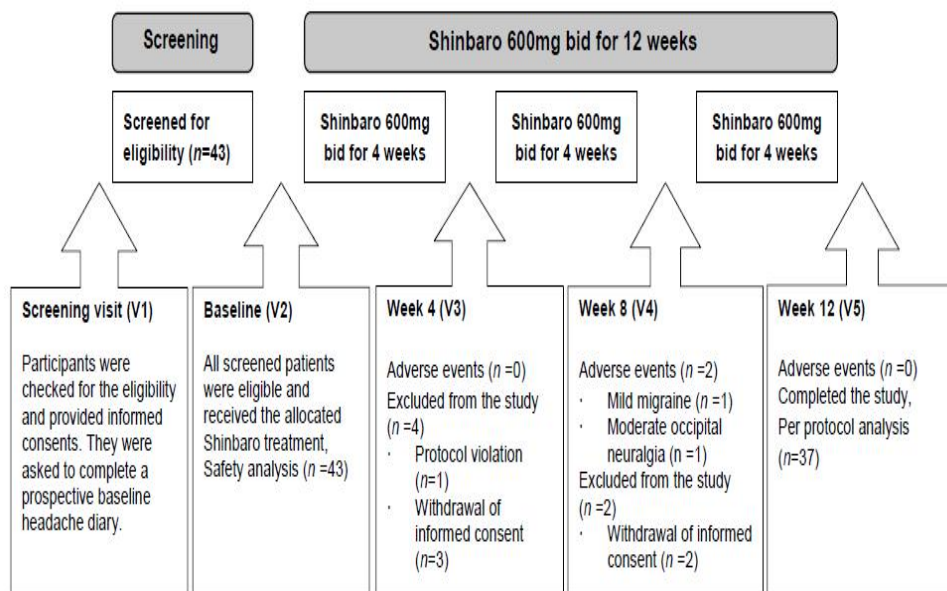 Screening
Shinbaro 600mg bid for 12 weeks
Screened for
eligibility (n=43)
Shinbaro 600mg
bid for 4 weeks
Shinbaro 600mg
bid for 4 weeks
Shinbaro 600mg
bid for 4 weeks
Screening visit (V1)
Participants were
checked for the eligibility
and provided informed
consents. They were
asked to complete a
prospective baseline
headache diary.
Baseline (V2)
All screened patients
were eligible and
received the allocated
Shinbaro treatment,
Safety analysis (n =43)
Week 4 (V3)
Adverse events (n =0)
Excluded from the study
(n =4)
· Protocol violation
(n=1)
· Withdrawal of
informed consent
(n=3)
Week 8 (V4)
Adverse events (n =2)
· Mild migraine (n =1)
· Moderate occipital
neuralgia (n =1)
Excluded from the study
(n =2)
· Withdrawal of informed
consent (n =2)
Week 12 (V5)
Adverse events (n =0)
Completed the study,
Per protocol analysis
(n=37)